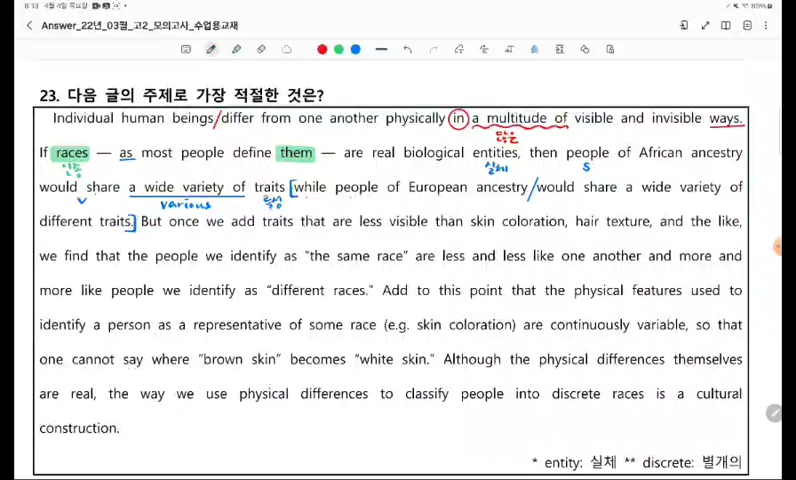 8:13 4월 4일 목요일
86%
Answer_22년_03월_고2_모의고사_수업용교재
23. 다음 글의 주제로 가장 적절한 것은?
Individual human beings/differ from one another physically in a multitude of visible and invisible ways.
많은
If races — as most people define them — are real biological entities, then people of African ancestry
인종 실체 S
would share a wide variety of traits [while people of European ancestry/would share a wide variety of
V various 특성
different traits.] But once we add traits that are less visible than skin coloration, hair texture, and the like,
we find that the people we identify as “the same race” are less and less like one another and more and
more like people we identify as “different races.” Add to this point that the physical features used to
identify a person as a representative of some race (e.g. skin coloration) are continuously variable, so that
one cannot say where “brown skin” becomes “white skin.” Although the physical differences themselves
are real, the way we use physical differences to classify people into discrete races is a cultural
construction.
* entity: 실체 ** discrete: 별개의